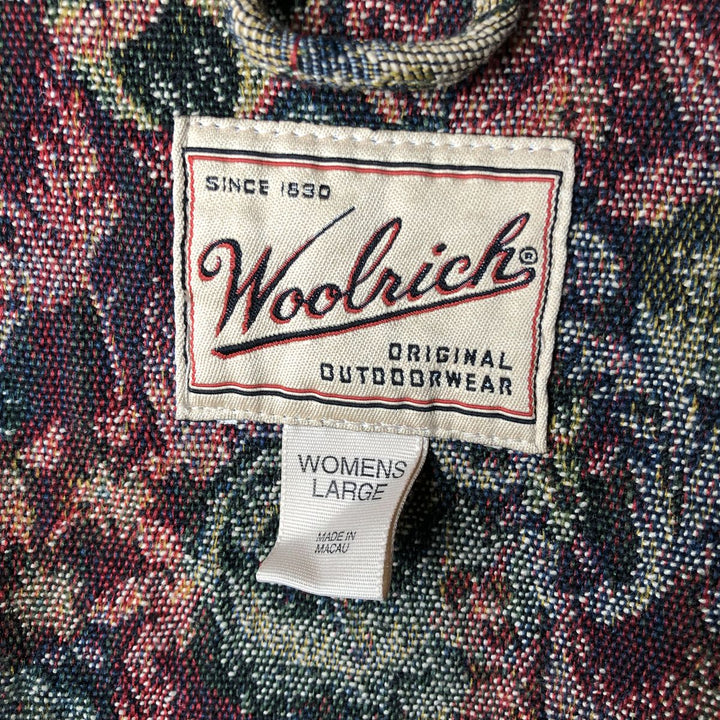 SINCE 1830
Woolrich®
ORIGINAL
OUTDOORWEAR
WOMENS
LARGE
MADE IN
MACAU